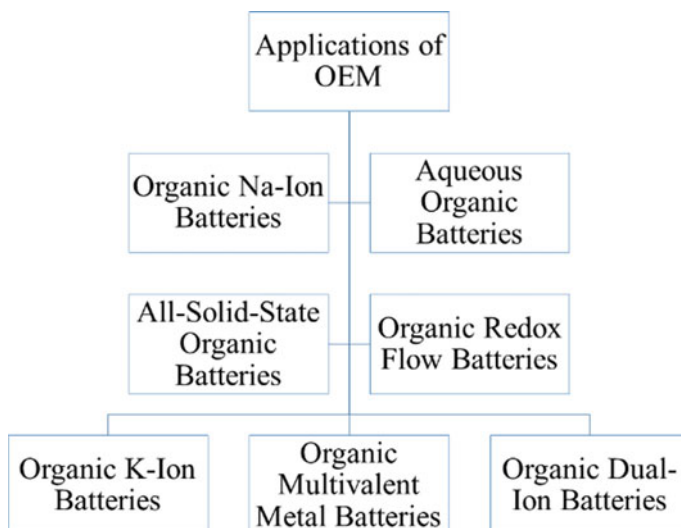 Applications of
OEM
Organic Na-Ion
Batteries
Aqueous
Organic
Batteries
All-Solid-State
Organic
Batteries
Organic Redox
Flow Batteries
Organic K-Ion
Batteries
Organic
Multivalent
Metal Batteries
Organic Dual-
Ion Batteries